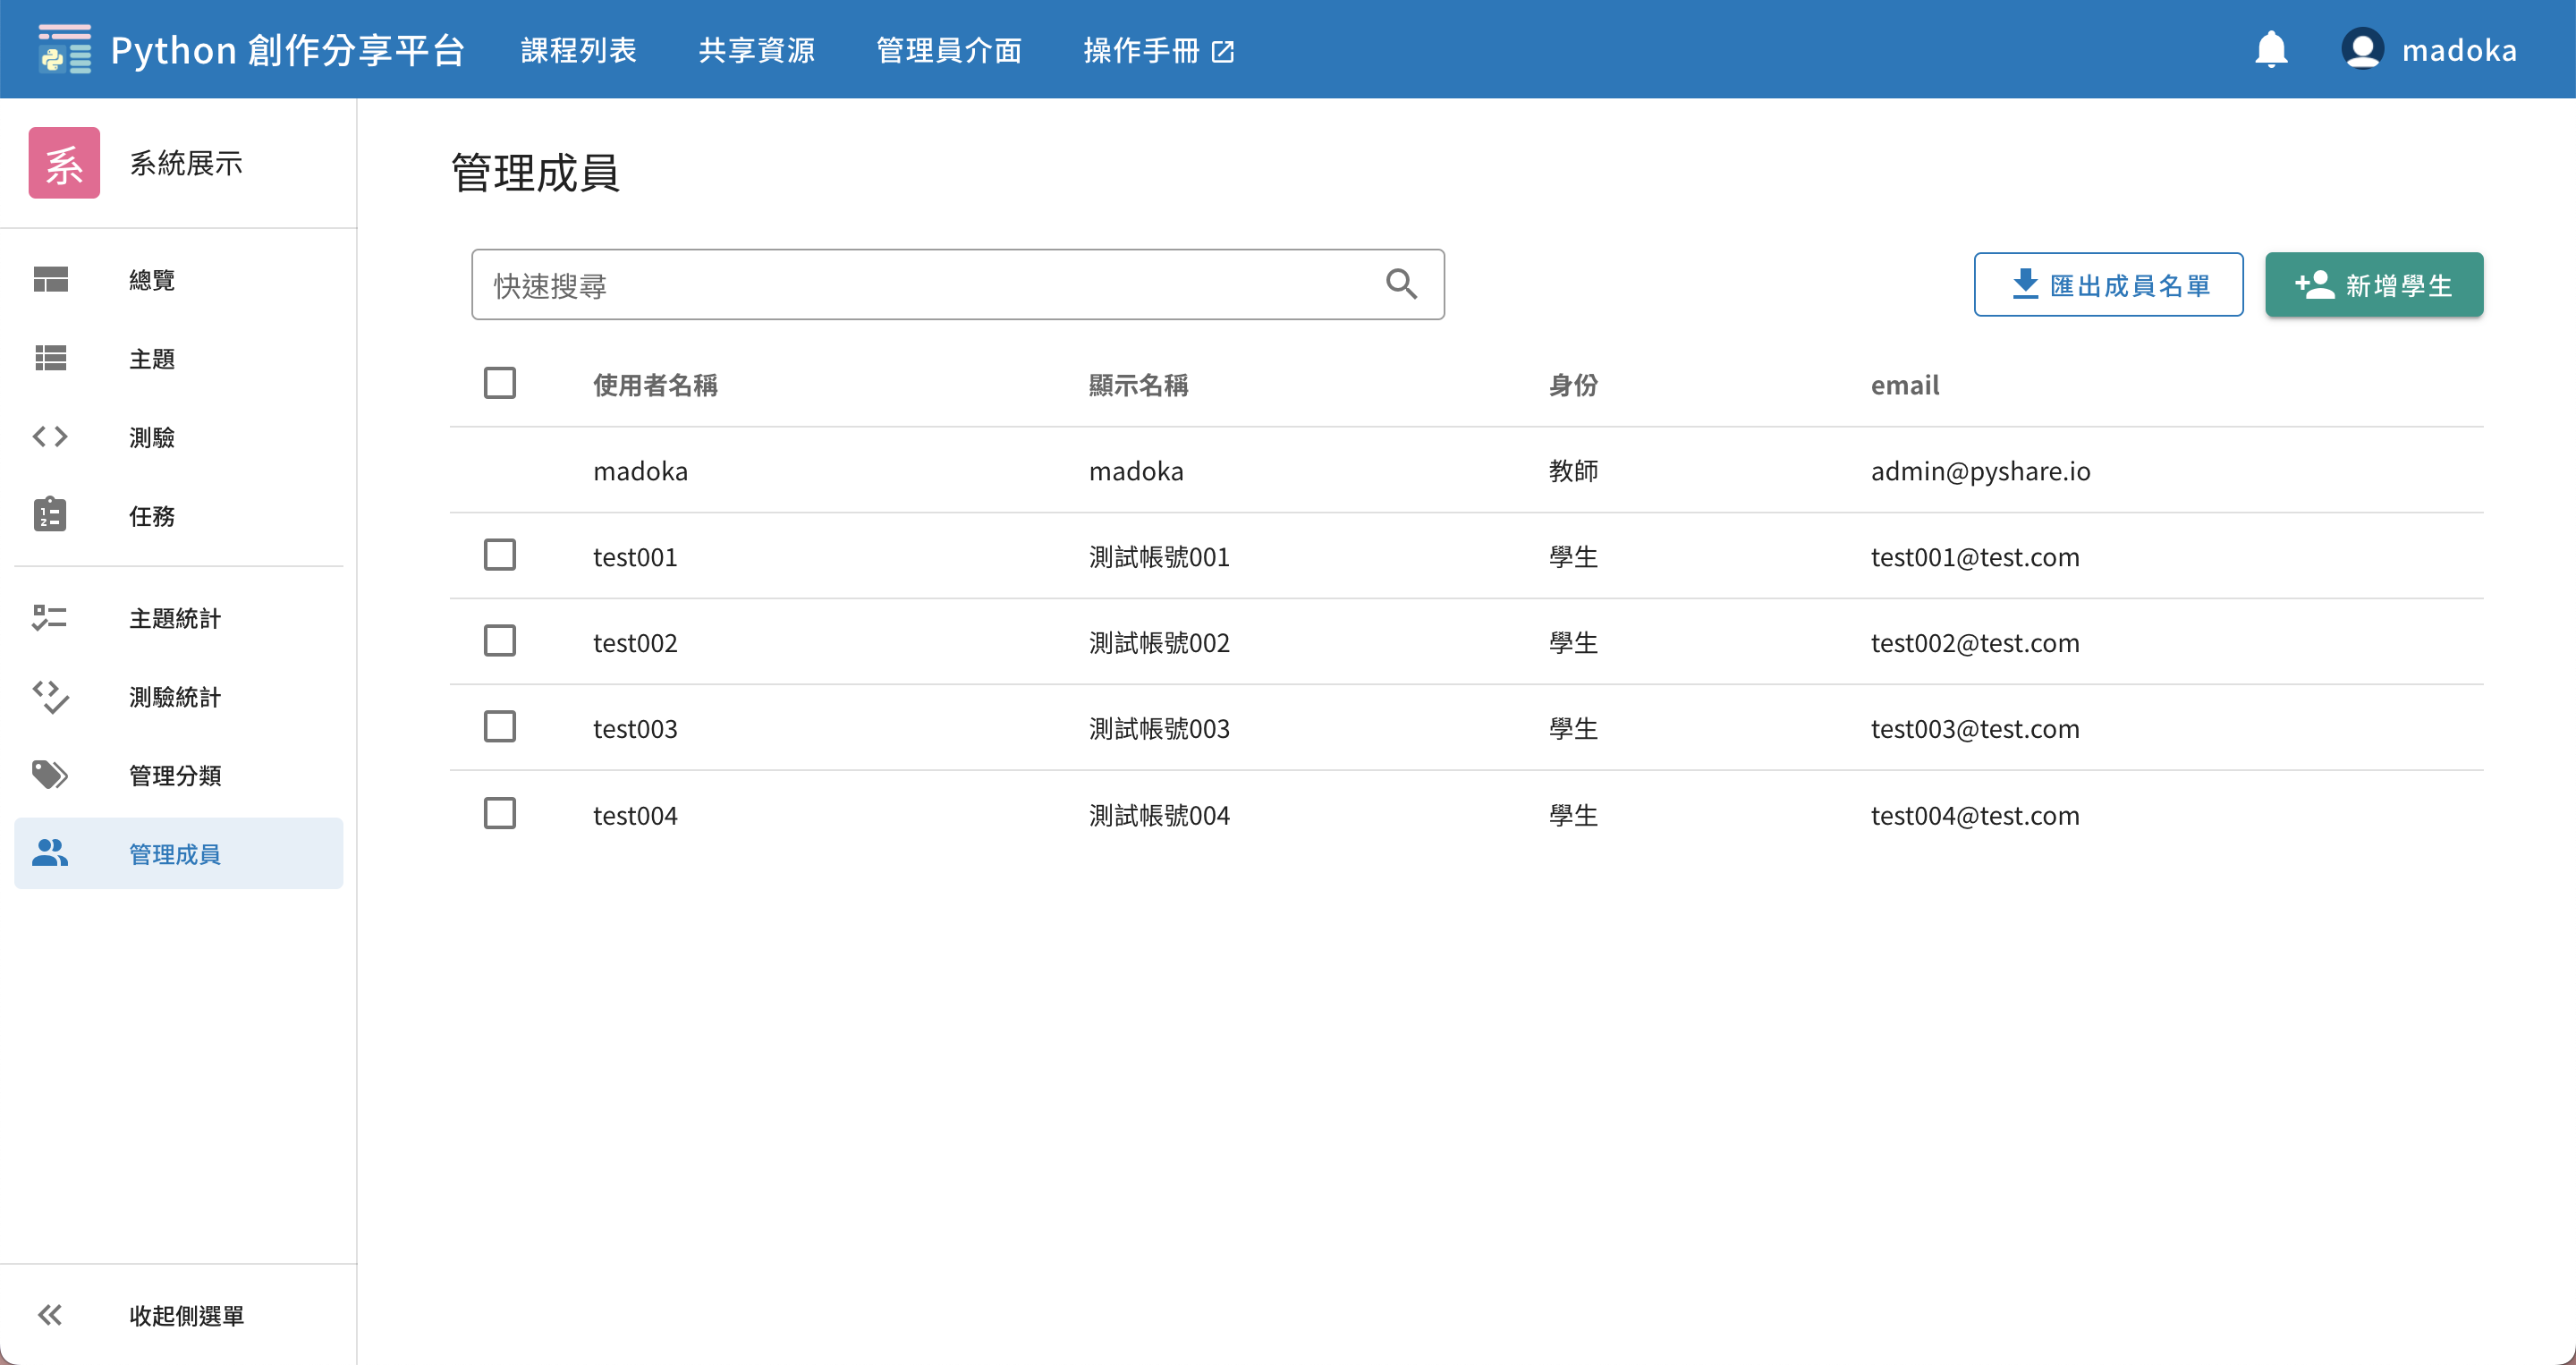 Python 創作分享平台 課程列表 共享資源 管理員介面 操作手冊 madoka
系 系統展示
總覽
主題
測驗
任務
主題統計
測驗統計
管理分類
管理成員
收起側選單
管理成員
快速搜尋 匯出成員名單 新增學生
使用者名稱 顯示名稱 身份 email
madoka madoka 教師 admin@pyshare.io
test001 測試帳號001 學生 test001@test.com
test002 測試帳號002 學生 test002@test.com
test003 測試帳號003 學生 test003@test.com
test004 測試帳號004 學生 test004@test.com